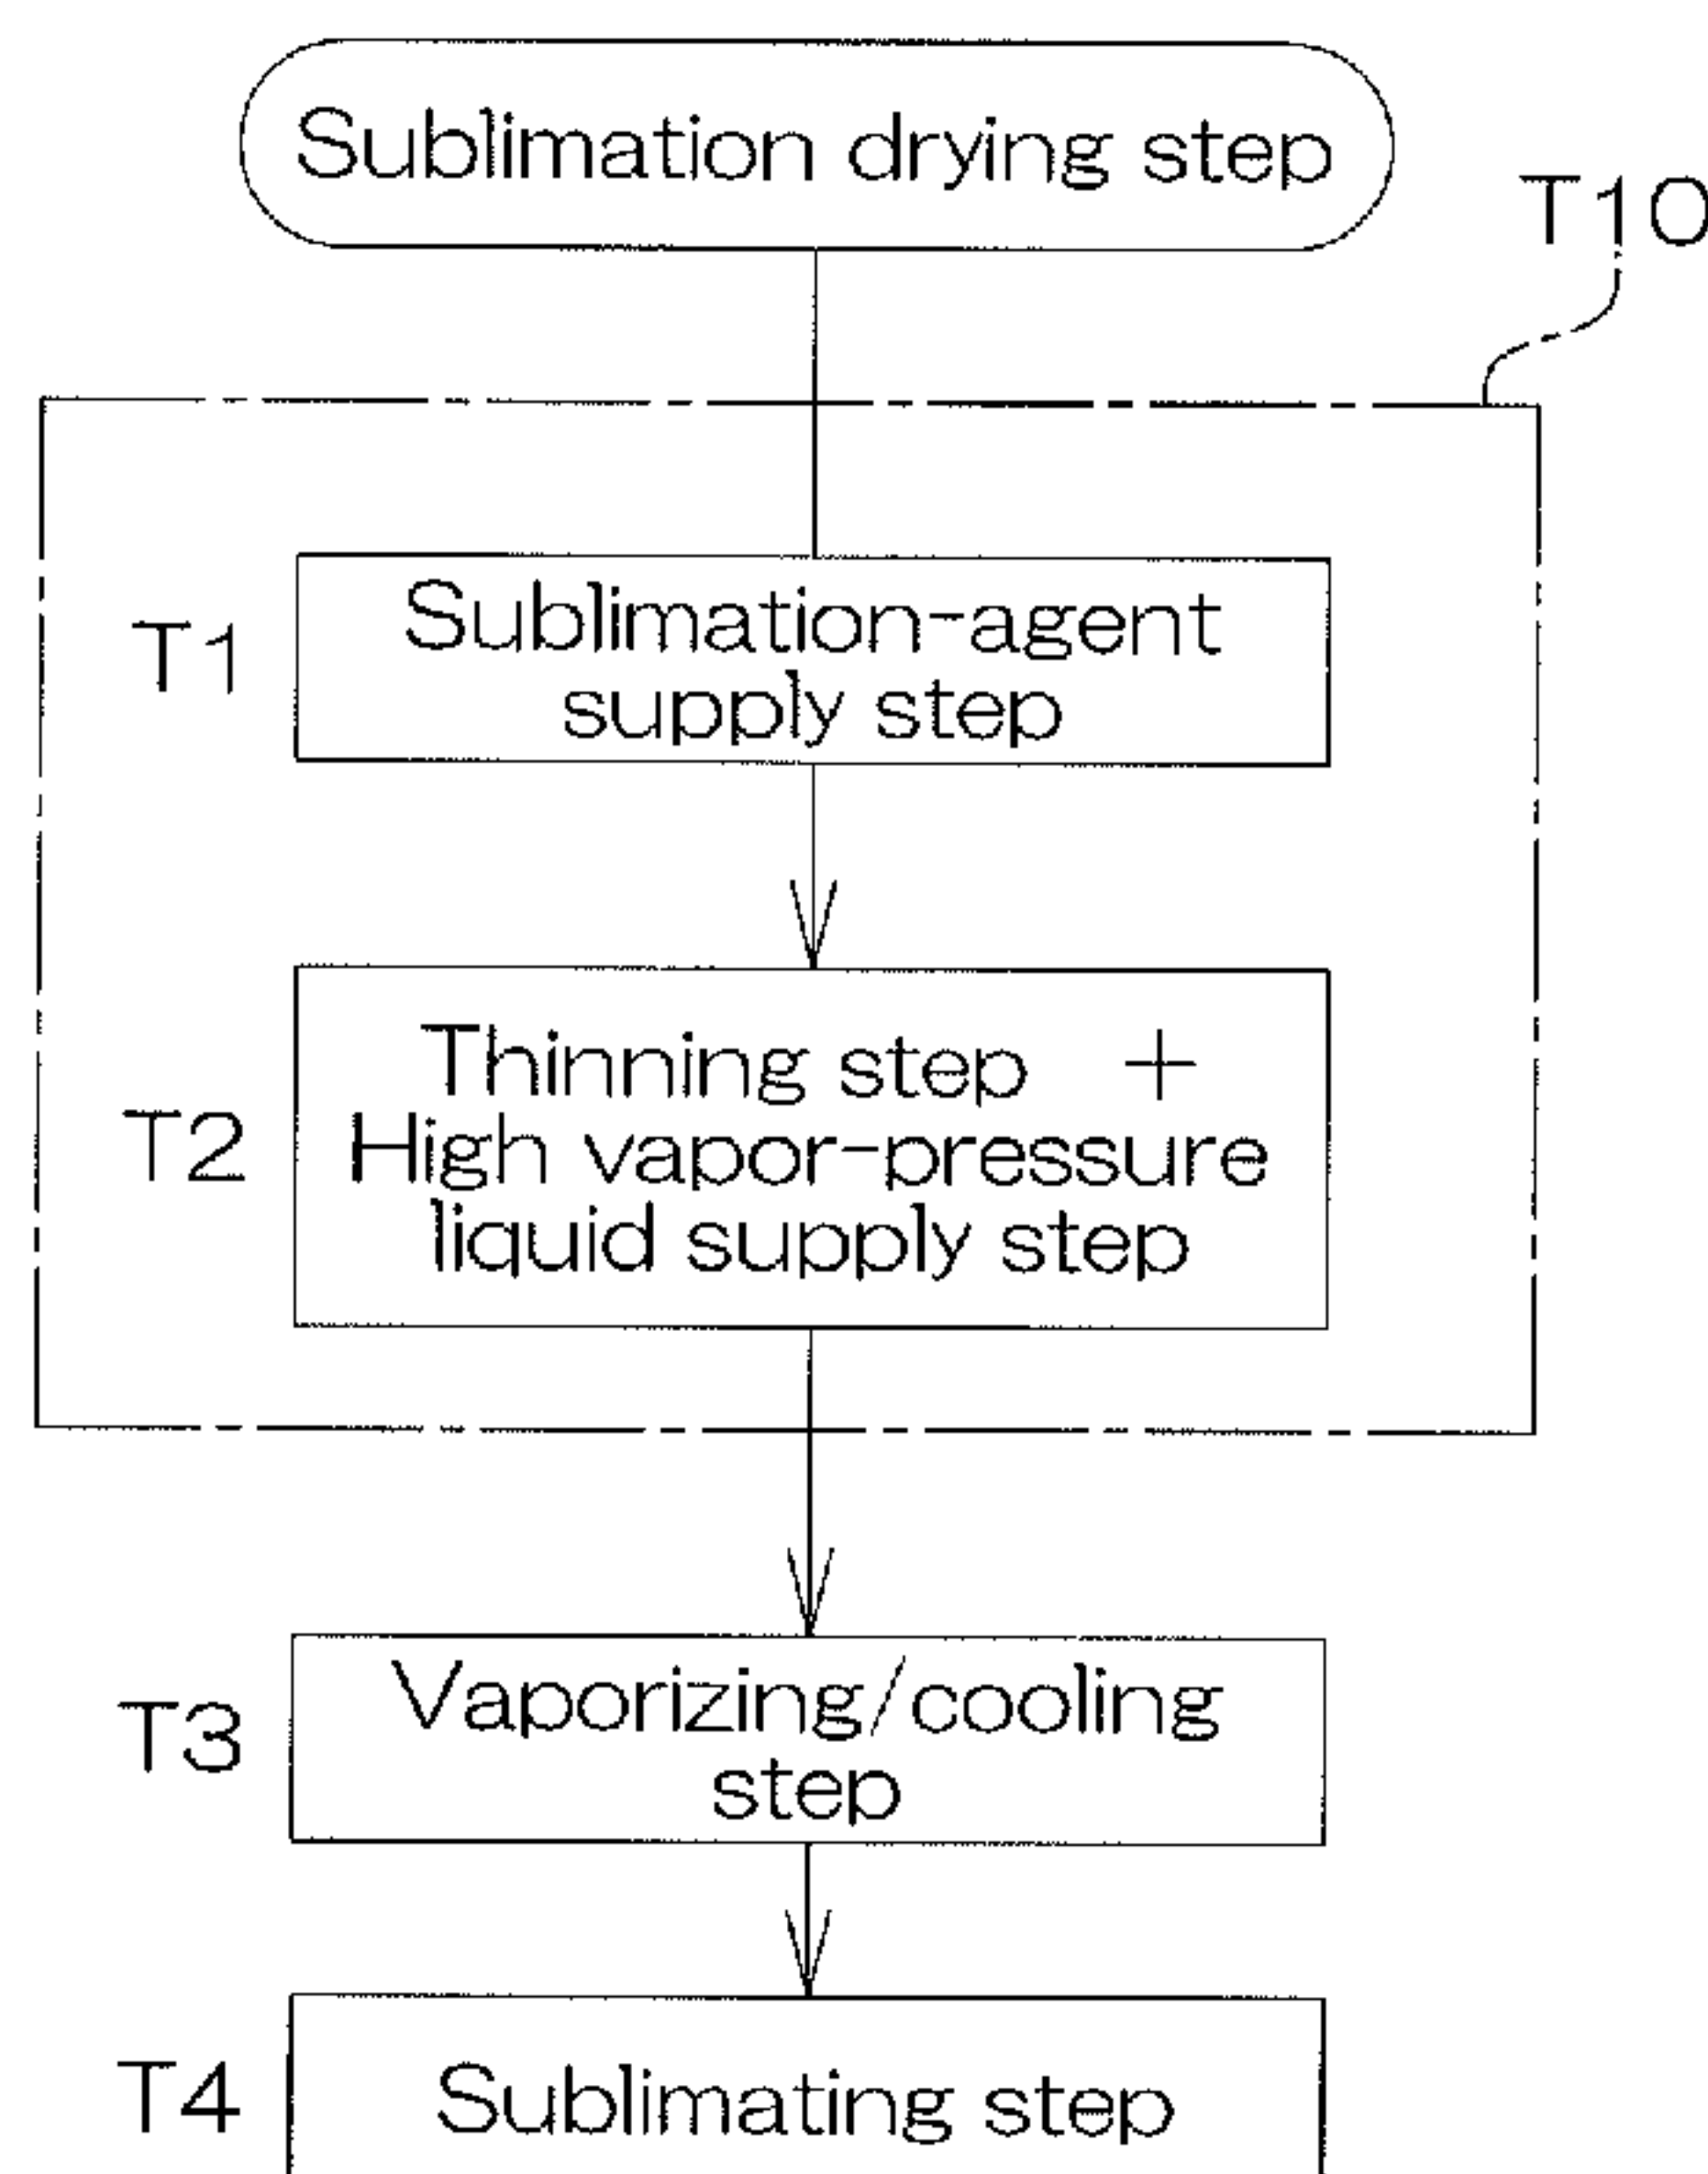 Sublimation drying step
T10
T1
Sublimation-agent
supply step
T2
Thinning step +
High vapor-pressure
liquid supply step
T3
Vaporizing/cooling
step
T4
Sublimating step